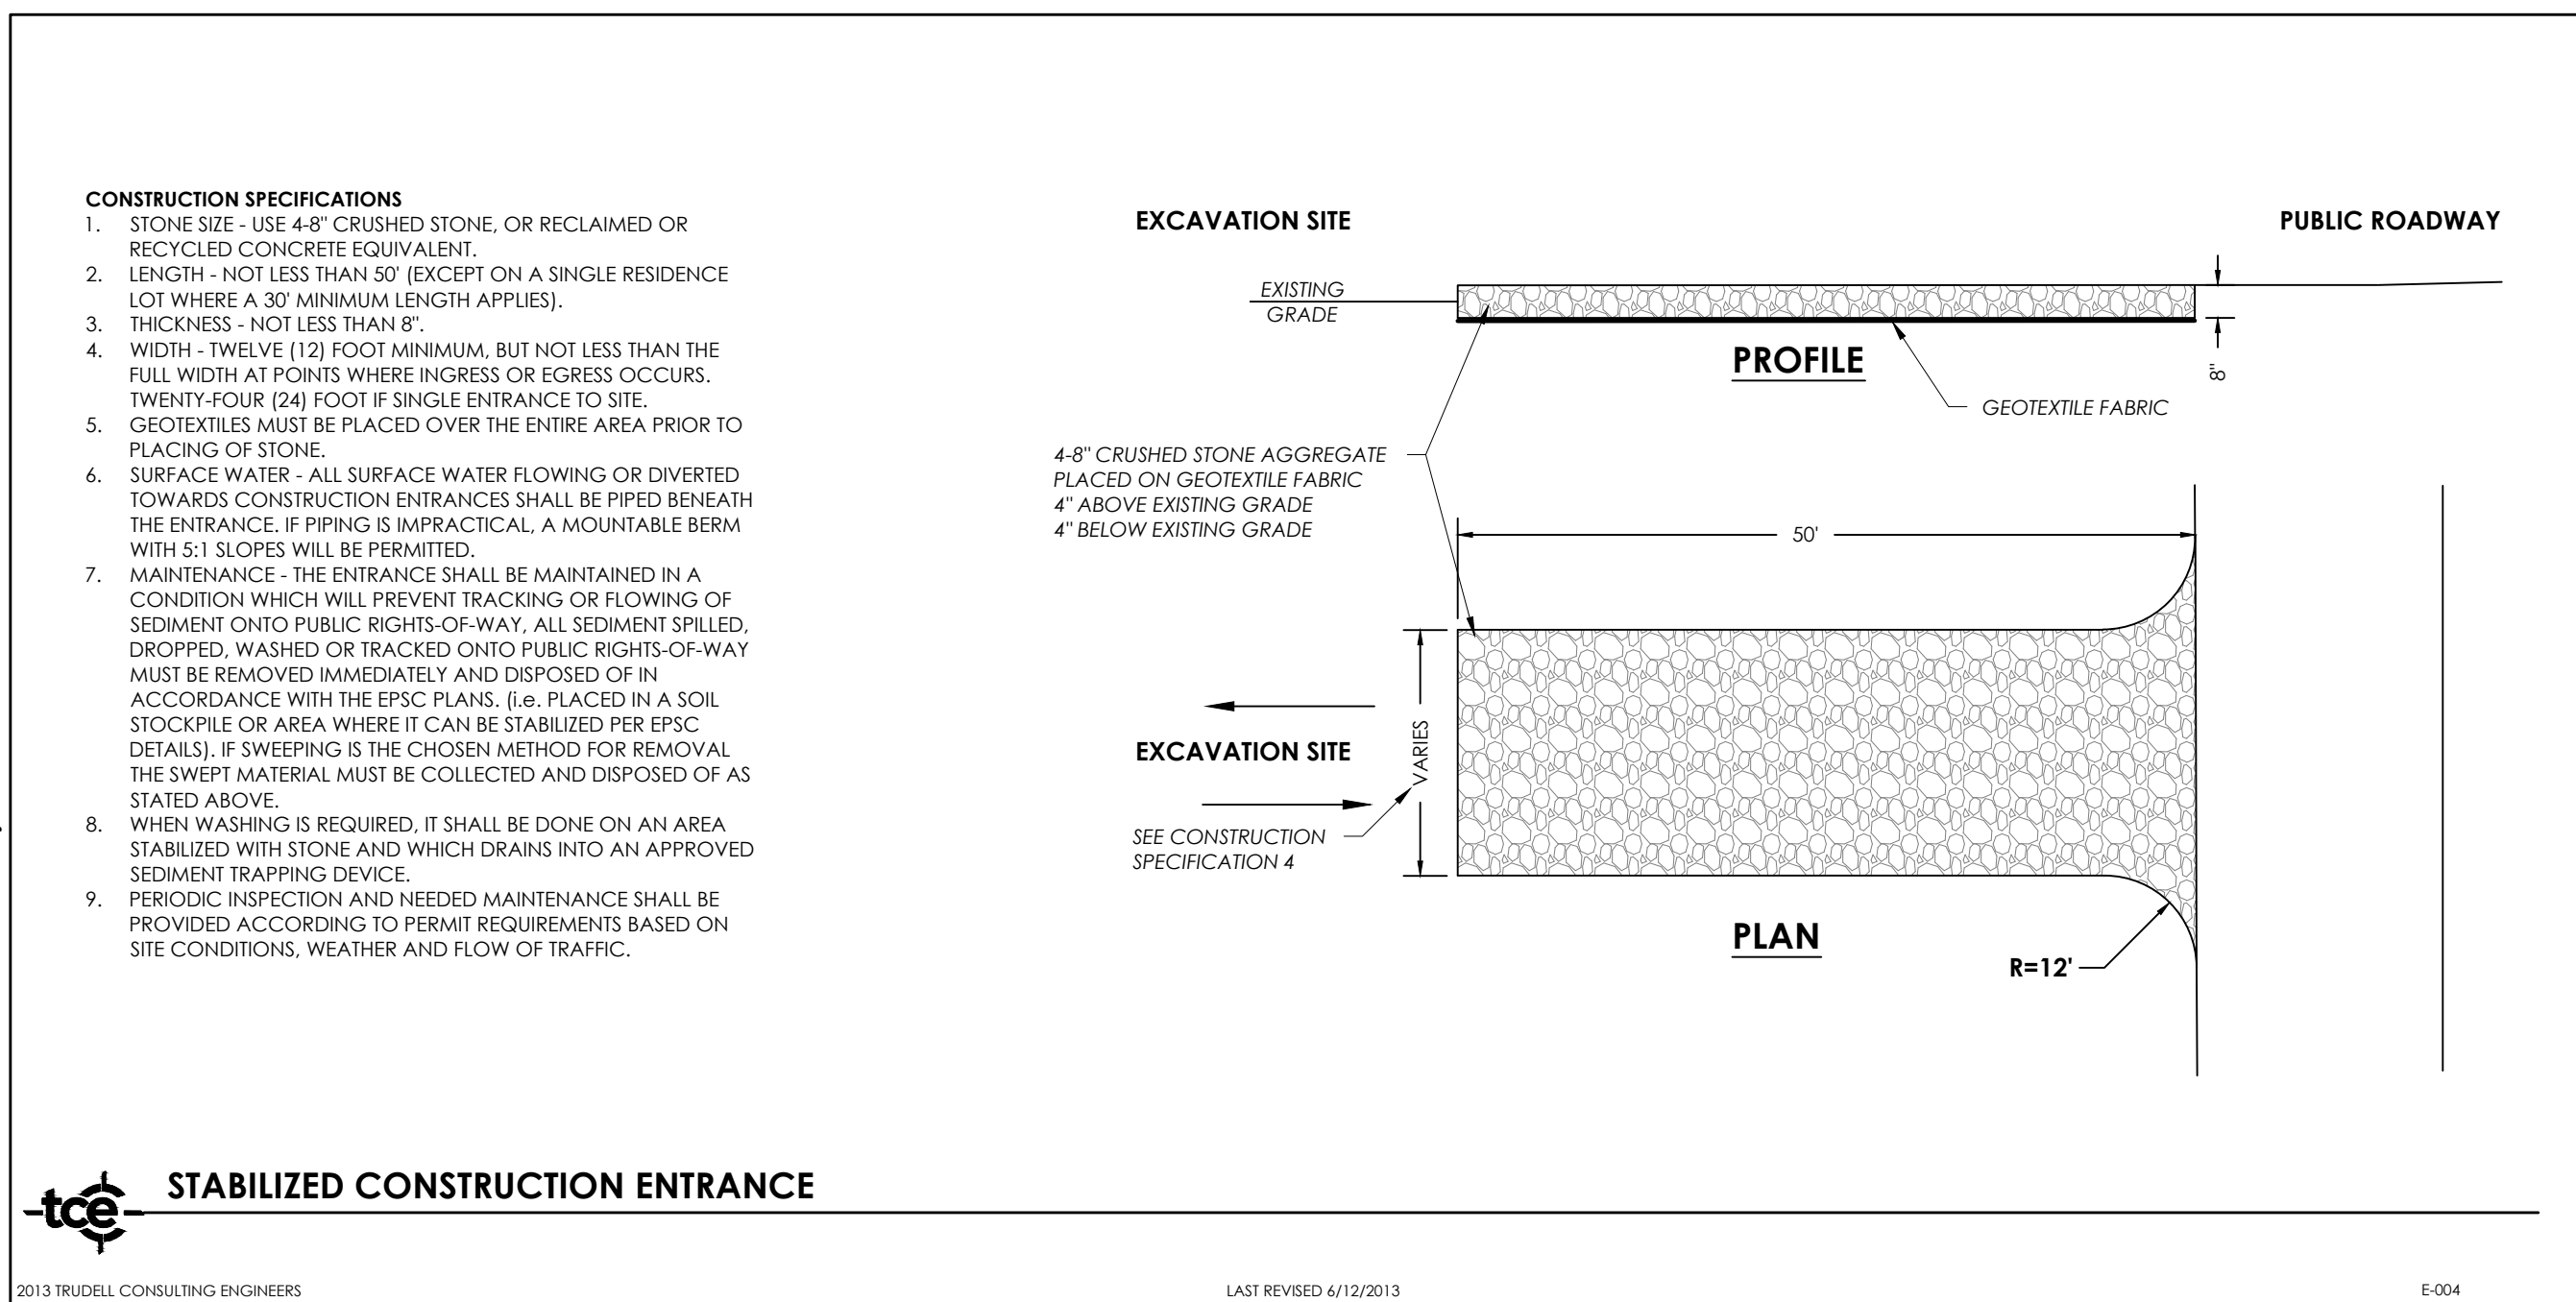 CONSTRUCTION SPECIFICATIONS
1. STONE SIZE - USE 4-8" CRUSHED STONE, OR RECLAIMED OR
RECYCLED CONCRETE EQUIVALENT.
2. LENGTH - NOT LESS THAN 50' (EXCEPT ON A SINGLE RESIDENCE
LOT WHERE A 30' MINIMUM LENGTH APPLIES).
3. THICKNESS - NOT LESS THAN 8".
4. WIDTH - TWELVE (12) FOOT MINIMUM, BUT NOT LESS THAN THE
FULL WIDTH AT POINTS WHERE INGRESS OR EGRESS OCCURS.
TWENTY-FOUR (24) FOOT IF SINGLE ENTRANCE TO SITE.
5. GEOTEXTILES MUST BE PLACED OVER THE ENTIRE AREA PRIOR TO
PLACING OF STONE.
6. SURFACE WATER - ALL SURFACE WATER FLOWING OR DIVERTED
TOWARDS CONSTRUCTION ENTRANCES SHALL BE PIPED BENEATH
THE ENTRANCE. IF PIPING IS IMPRACTICAL, A MOUNTABLE BERM
WITH 5:1 SLOPES WILL BE PERMITTED.
7. MAINTENANCE - THE ENTRANCE SHALL BE MAINTAINED IN A
CONDITION WHICH WILL PREVENT TRACKING OR FLOWING OF
SEDIMENT ONTO PUBLIC RIGHTS-OF-WAY, ALL SEDIMENT SPILLED,
DROPPED, WASHED OR TRACKED ONTO PUBLIC RIGHTS-OF-WAY
MUST BE REMOVED IMMEDIATELY AND DISPOSED OF IN
ACCORDANCE WITH THE EPSC PLANS. (i.e. PLACED IN A SOIL
STOCKPILE OR AREA WHERE IT CAN BE STABILIZED PER EPSC
DETAILS). IF SWEEPING IS THE CHOSEN METHOD FOR REMOVAL
THE SWEPT MATERIAL MUST BE COLLECTED AND DISPOSED OF AS
STATED ABOVE.
8. WHEN WASHING IS REQUIRED, IT SHALL BE DONE ON AN AREA
STABILIZED WITH STONE AND WHICH DRAINS INTO AN APPROVED
SEDIMENT TRAPPING DEVICE.
9. PERIODIC INSPECTION AND NEEDED MAINTENANCE SHALL BE
PROVIDED ACCORDING TO PERMIT REQUIREMENTS BASED ON
SITE CONDITIONS, WEATHER AND FLOW OF TRAFFIC.
EXCAVATION SITE
PUBLIC ROADWAY
EXISTING
GRADE
PROFILE
8"
GEOTEXTILE FABRIC
4-8" CRUSHED STONE AGGREGATE
PLACED ON GEOTEXTILE FABRIC
4" ABOVE EXISTING GRADE
4" BELOW EXISTING GRADE
50'
VARIES
EXCAVATION SITE
SEE CONSTRUCTION
SPECIFICATION 4
PLAN
R=12'
tce
STABILIZED CONSTRUCTION ENTRANCE
2013 TRUDELL CONSULTING ENGINEERS
LAST REVISED 6/12/2013
E-004